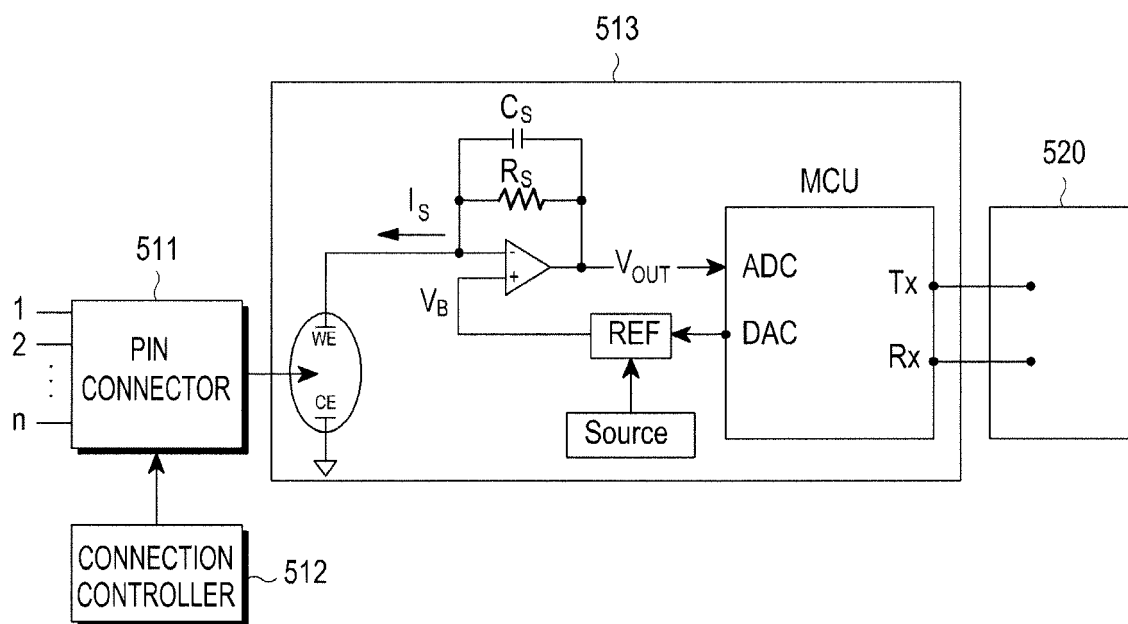 513
C_S
R_S
I_S
MCU
520
511
1
2
n
PIN
CONNECTOR
WE
CE
-
+
V_B
V_OUT
ADC
DAC
Tx
Rx
REF
Source
CONNECTION
CONTROLLER
512